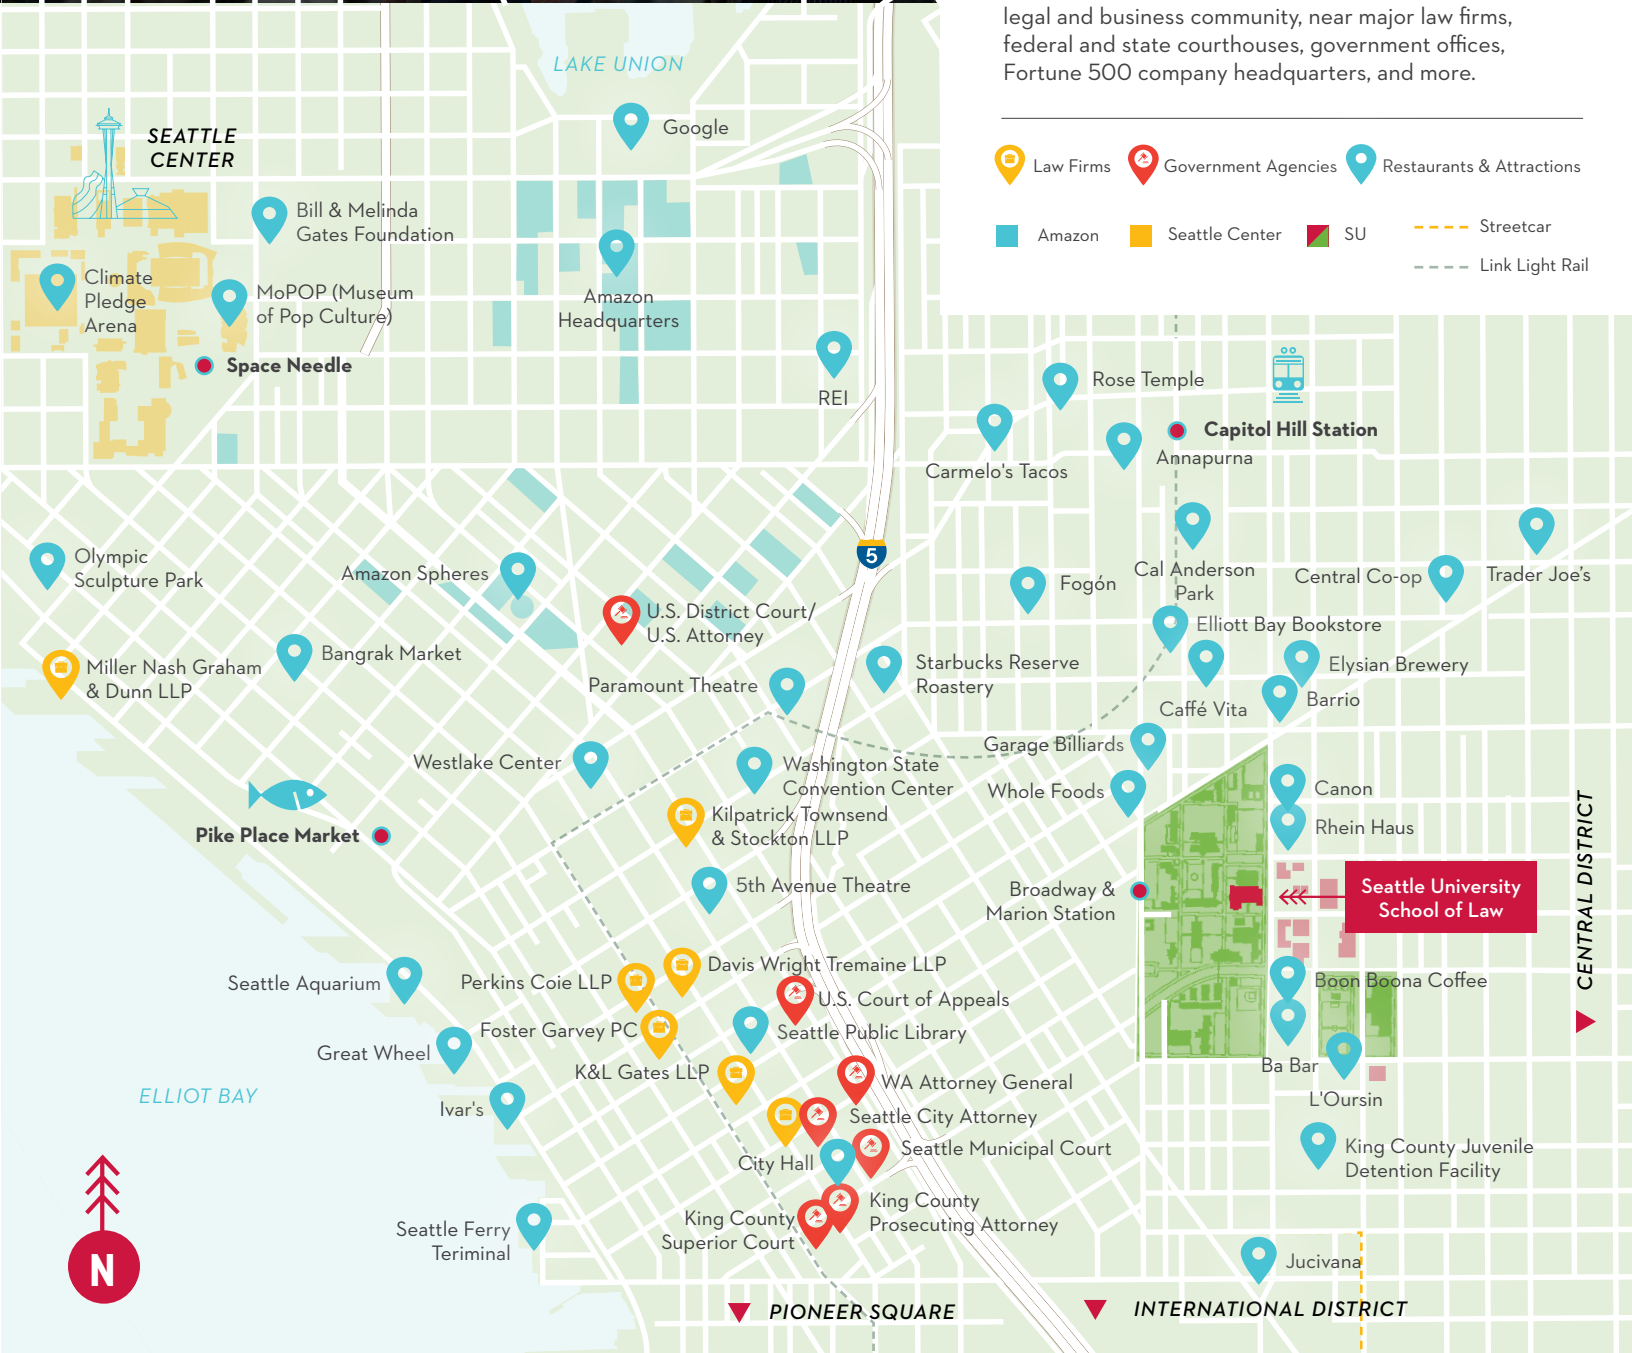 legal and business community, near major law firms,
federal and state courthouses, government offices,
Fortune 500 company headquarters, and more.
Law Firms
Government Agencies
Restaurants & Attractions
Amazon
Seattle Center
SU
Streetcar
Link Light Rail
LAKE UNION
SEATTLE
CENTER
Google
Bill & Melinda
Gates Foundation
Climate
Pledge
Arena
MoPOP (Museum
of Pop Culture)
Amazon
Headquarters
Space Needle
REI
Rose Temple
Capitol Hill Station
Carmelo's Tacos
Annapurna
5
Olympic
Sculpture Park
Amazon Spheres
U.S. District Court/
U.S. Attorney
Fogón
Cal Anderson
Park
Central Co-op
Trader Joe's
Elliott Bay Bookstore
Miller Nash Graham
& Dunn LLP
Bangrak Market
Paramount Theatre
Starbucks Reserve
Roastery
Elysian Brewery
Caffé Vita
Barrio
Westlake Center
Washington State
Convention Center
Garage Billiards
Whole Foods
Canon
Kilpatrick Townsend
& Stockton LLP
Rhein Haus
Pike Place Market
5th Avenue Theatre
Broadway &
Marion Station
Seattle University
School of Law
CENTRAL DISTRICT
Seattle Aquarium
Perkins Coie LLP
Davis Wright Tremaine LLP
U.S. Court of Appeals
Boon Boona Coffee
Foster Garvey PC
Seattle Public Library
Great Wheel
K&L Gates LLP
WA Attorney General
Ba Bar
L'Oursin
ELLIOT BAY
Ivar's
Seattle City Attorney
City Hall
Seattle Municipal Court
King County Juvenile
Detention Facility
King County
Prosecuting Attorney
King County
Superior Court
Seattle Ferry
Teriminal
N
Jucivana
PIONEER SQUARE
INTERNATIONAL DISTRICT